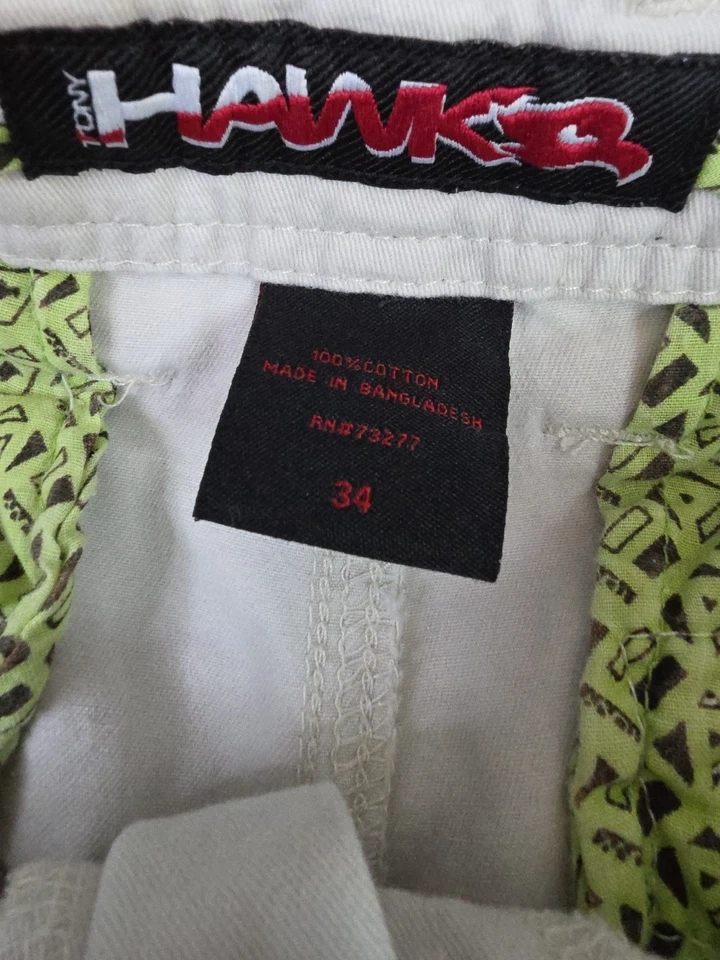 TONY HAWK
100% COTTON
MADE IN BANGLADESH
RN#73277
34